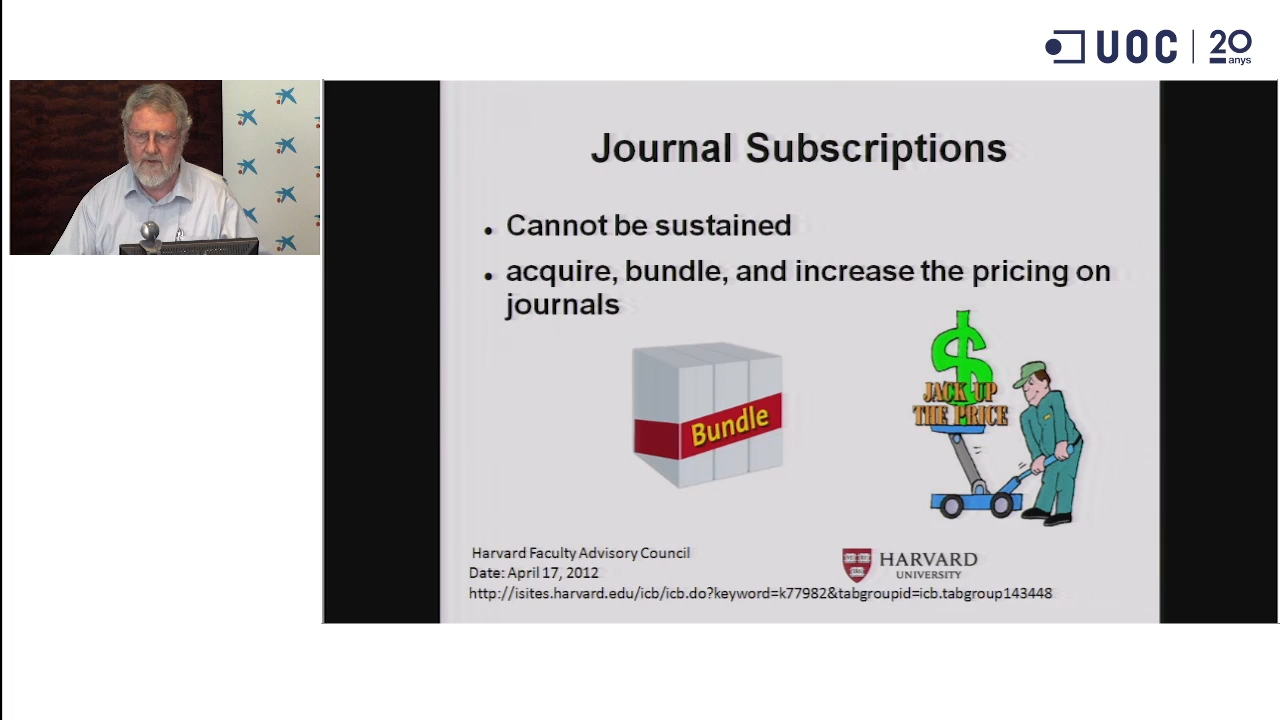 UOC
20
anys
Journal Subscriptions
Cannot be sustained
acquire, bundle, and increase the pricing on
journals
Bundle
$
JACK UP
THE PRICE
Harvard Faculty Advisory Council
Date: April 17, 2012
HARVARD
UNIVERSITY
http://isites.harvard.edu/icb/icb.do?keyword=k77982&tabgroupid=icb.tabgroup143448